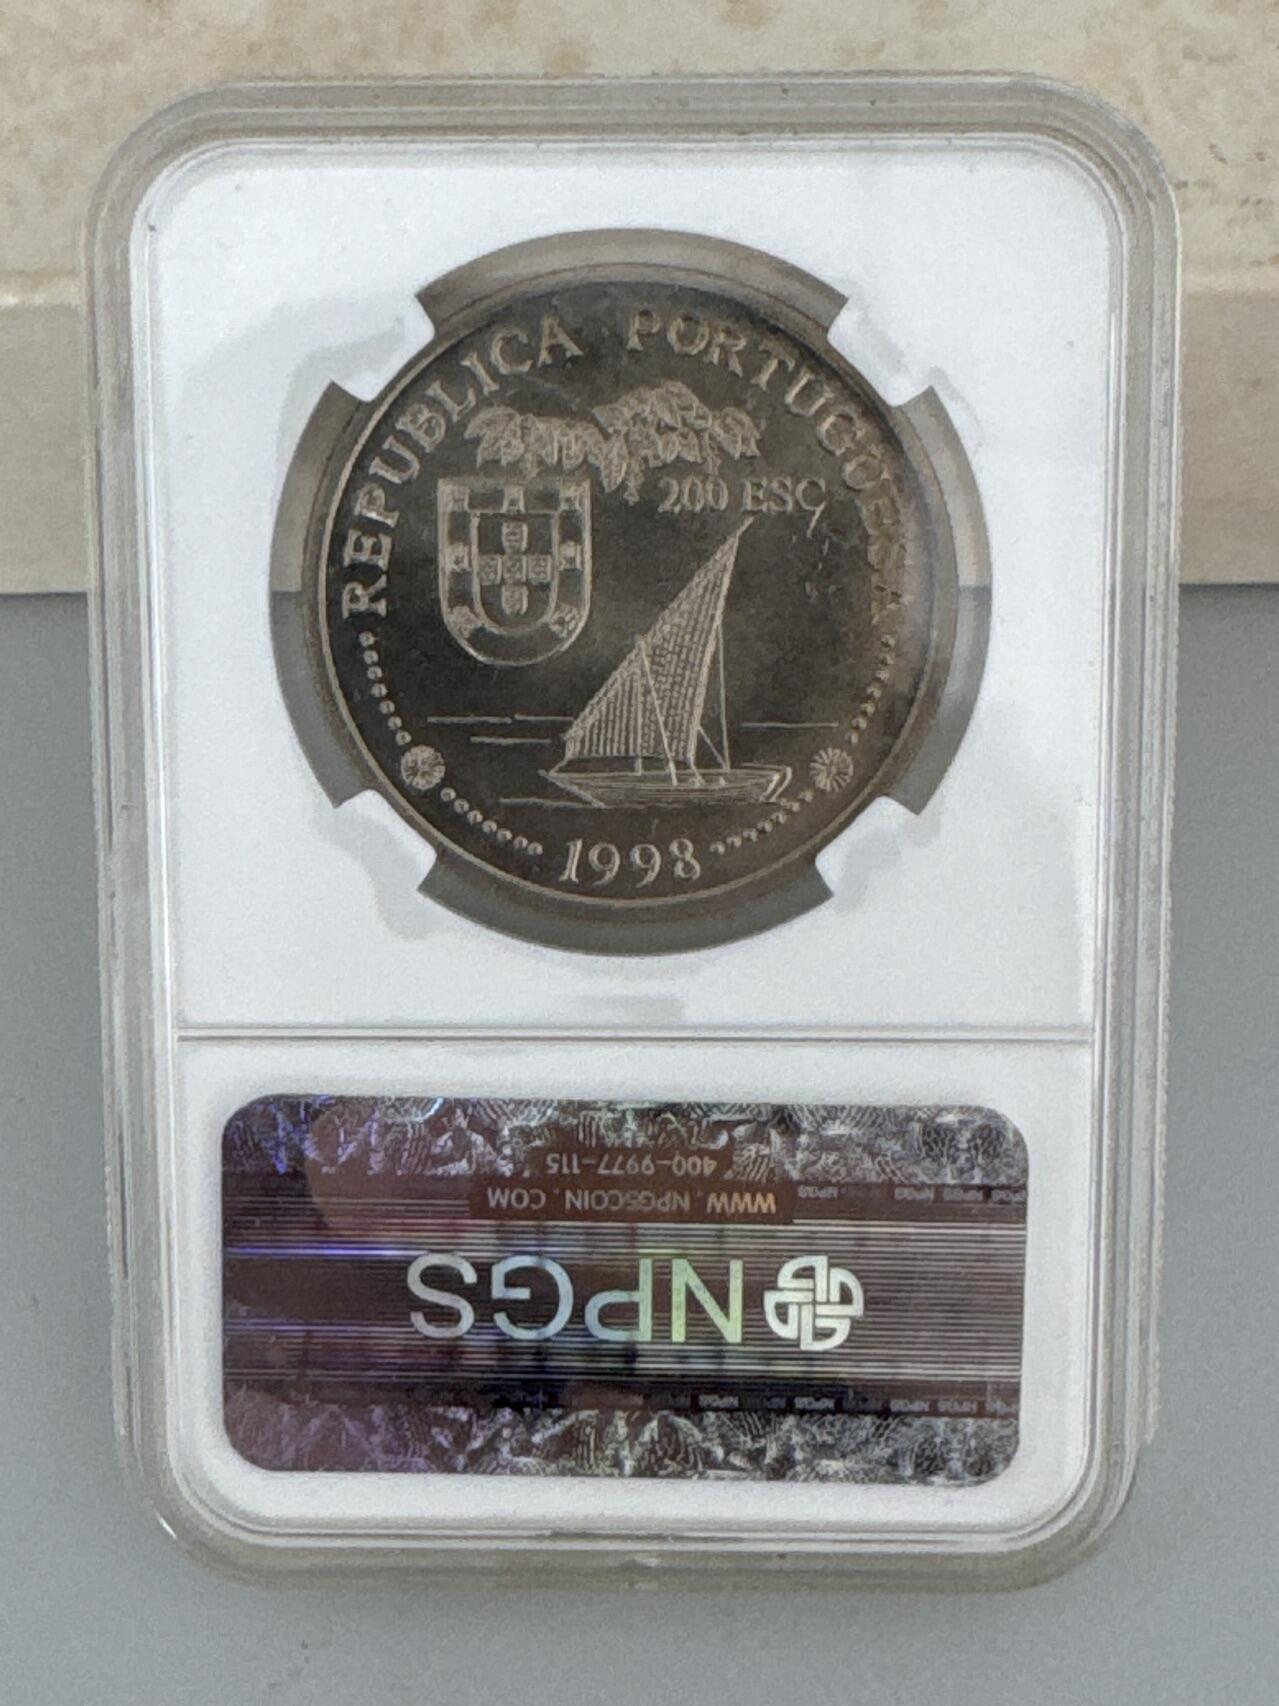 REPUBLICA PORTUGUESA
200 ESC.
1998
NPGS
WWW.NPGSCOIN.COM
400-9977-115